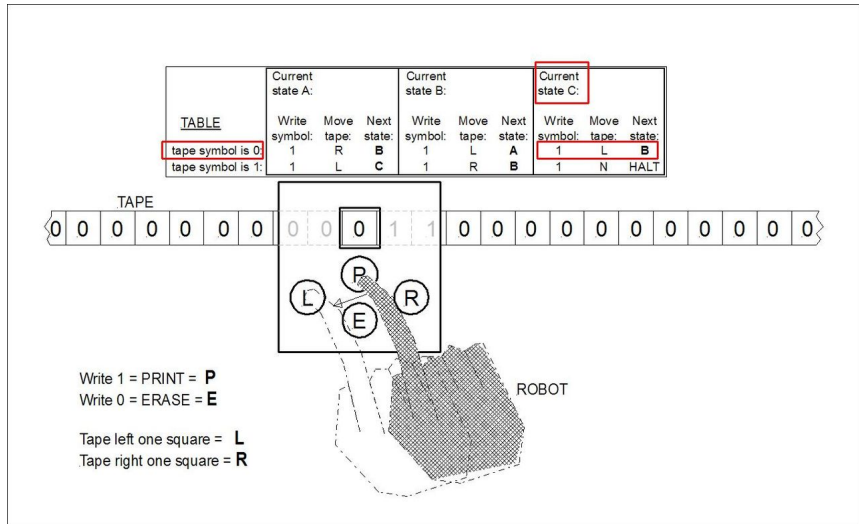 Current state A: Current state B: Current state C:
TABLE Write symbol: Move tape: Next state: Write symbol: Move tape: Next state: Write symbol: Move tape: Next state:
tape symbol is 0: 1 R B 1 L A 1 L B
tape symbol is 1: 1 L C 1 R B 1 N HALT
TAPE
0 0 0 0 0 0 0 0 0 0 1 1 0 0 0 0 0 0 0 0 0 0 0
P
L R
E
Write 1 = PRINT = P
Write 0 = ERASE = E
ROBOT
Tape left one square = L
Tape right one square = R